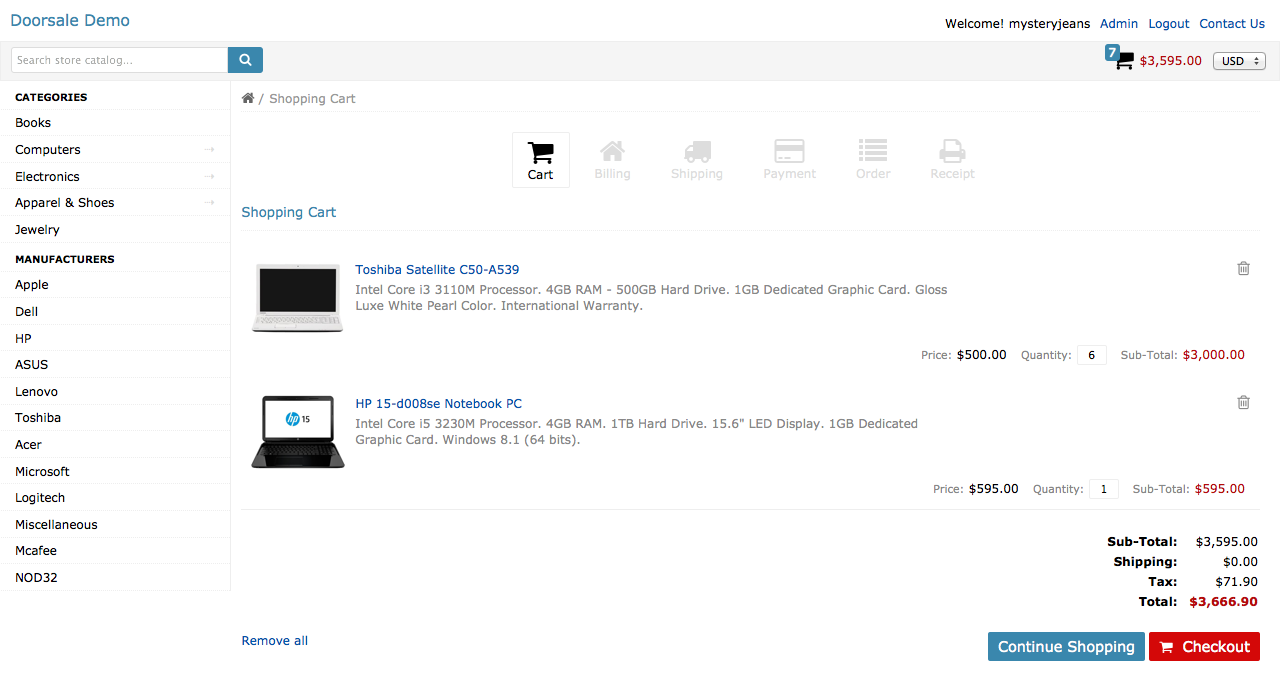 Doorsale Demo
Welcome! mysteryjeans Admin Logout Contact Us
Search store catalog...
7 $3,595.00 USD
CATEGORIES
Books
Computers
Electronics
Apparel & Shoes
Jewelry
MANUFACTURERS
Apple
Dell
HP
ASUS
Lenovo
Toshiba
Acer
Microsoft
Logitech
Miscellaneous
Mcafee
NOD32
/ Shopping Cart
Cart Billing Shipping Payment Order Receipt
Shopping Cart
Toshiba Satellite C50-A539
Intel Core i3 3110M Processor. 4GB RAM - 500GB Hard Drive. 1GB Dedicated Graphic Card. Gloss
Luxe White Pearl Color. International Warranty.
Price: $500.00 Quantity: 6 Sub-Total: $3,000.00
hp 15
HP 15-d008se Notebook PC
Intel Core i5 3230M Processor. 4GB RAM. 1TB Hard Drive. 15.6" LED Display. 1GB Dedicated
Graphic Card. Windows 8.1 (64 bits).
Price: $595.00 Quantity: 1 Sub-Total: $595.00
Sub-Total: $3,595.00
Shipping: $0.00
Tax: $71.90
Total: $3,666.90
Remove all
Continue Shopping Checkout